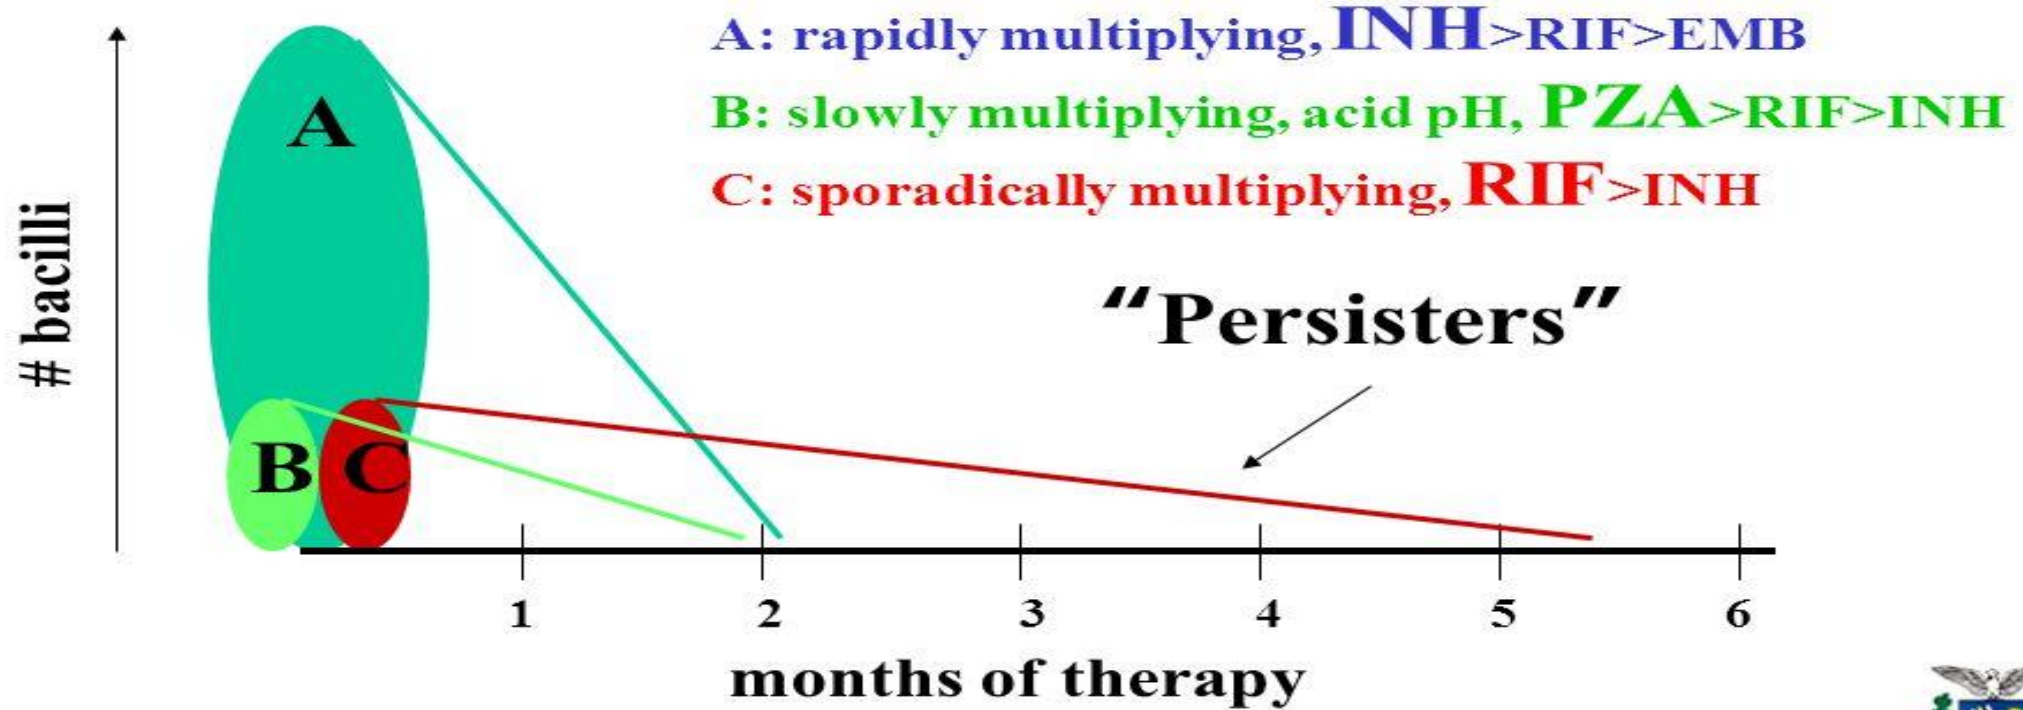 A: rapidly multiplying, INH>RIF>EMB
B: slowly multiplying, acid pH, PZA>RIF>INH
C: sporadically multiplying, RIF>INH
A
# bacilli
“Persisters”
B C
1 2 3 4 5 6
months of therapy